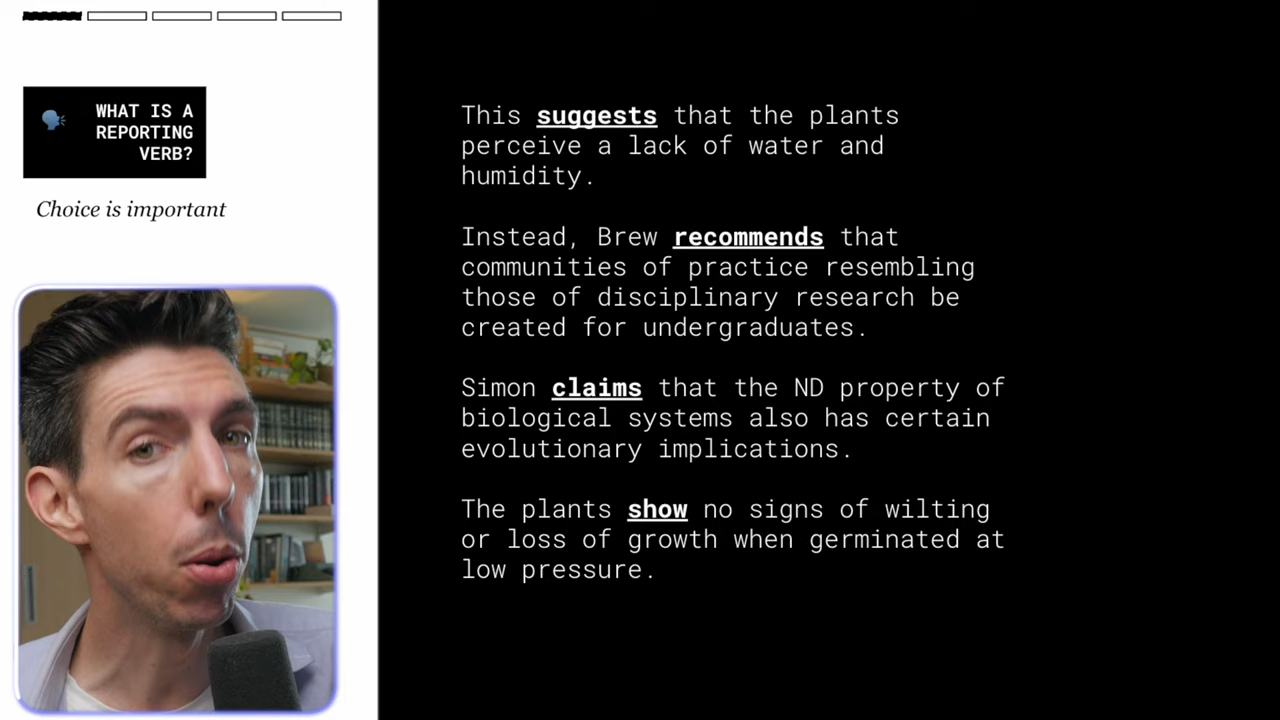 WHAT IS A
REPORTING
VERB?
Choice is important
This suggests that the plants
perceive a lack of water and
humidity.
Instead, Brew recommends that
communities of practice resembling
those of disciplinary research be
created for undergraduates.
Simon claims that the ND property of
biological systems also has certain
evolutionary implications.
The plants show no signs of wilting
or loss of growth when germinated at
low pressure.